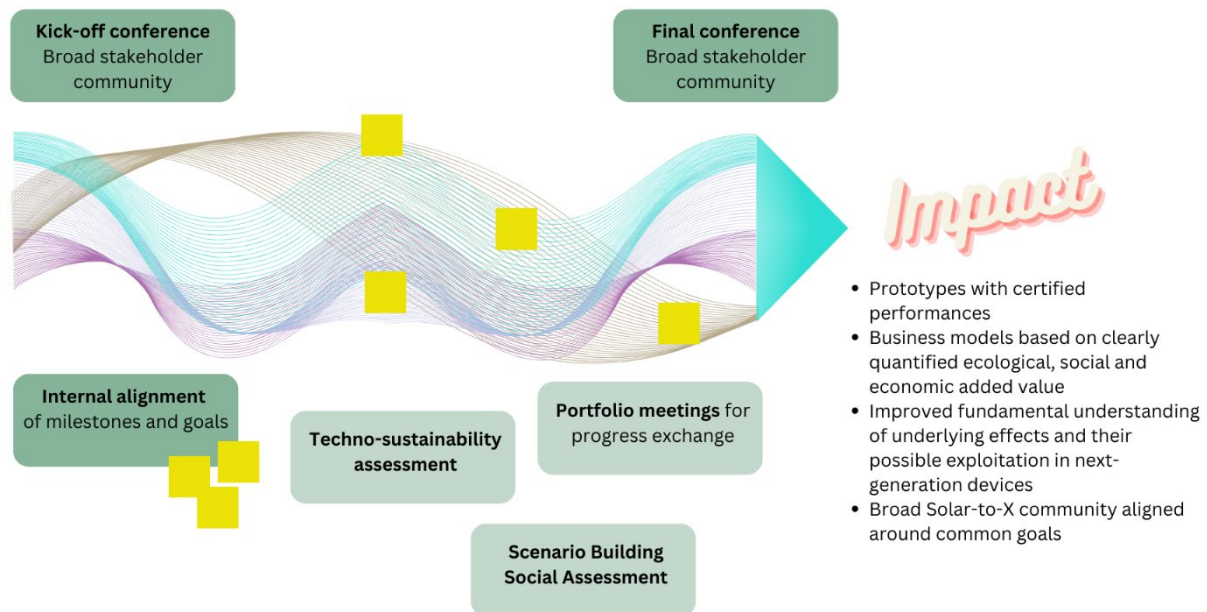 Kick-off conference
Broad stakeholder
community
Final conference
Broad stakeholder
community
Impact
• Prototypes with certified
performances
• Business models based on clearly
quantified ecological, social and
economic added value
• Improved fundamental understanding
of underlying effects and their
possible exploitation in next-
generation devices
• Broad Solar-to-X community aligned
around common goals
Internal alignment
of milestones and goals
Techno-sustainability
assessment
Portfolio meetings for
progress exchange
Scenario Building
Social Assessment